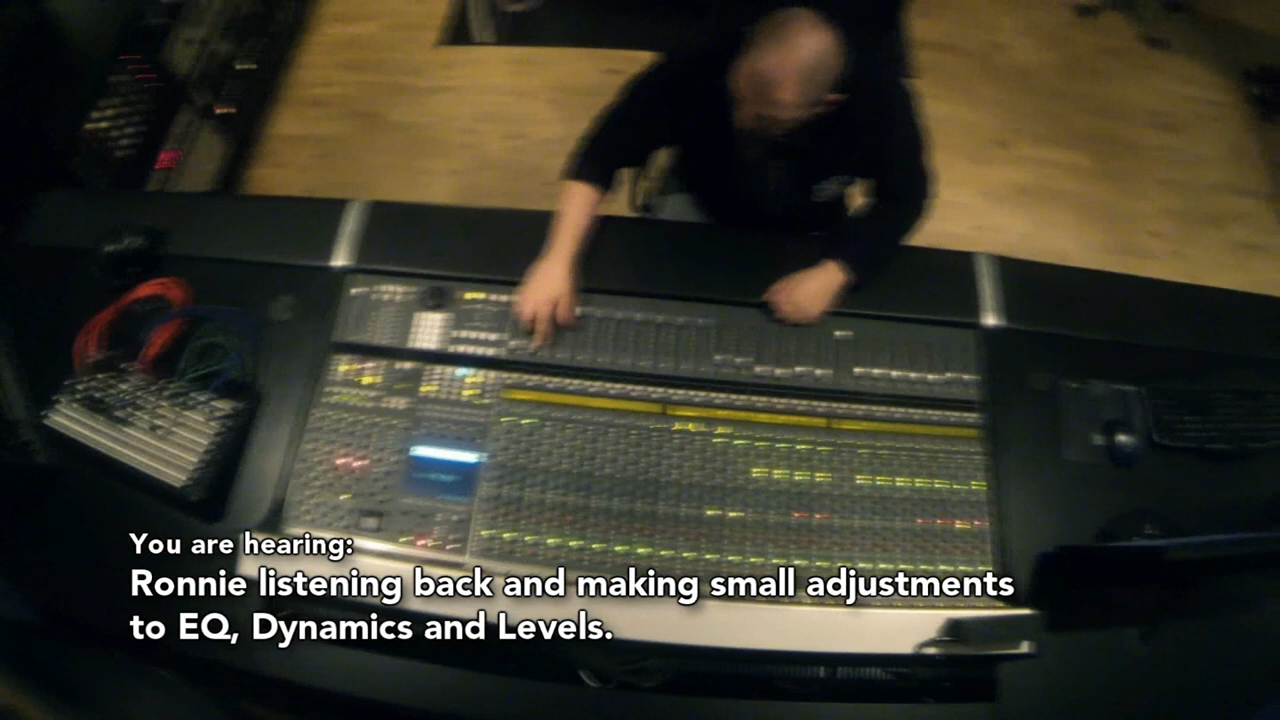 You are hearing:
Ronnie listening back and making small adjustments
to EQ, Dynamics and Levels.